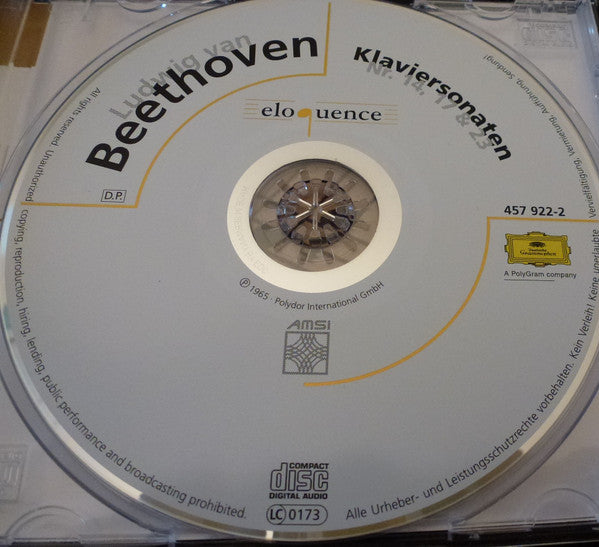 Ludwig van
Beethoven
Klaviersonaten
Nr. 14, 17 & 23
eloquence
D.P.
457 922-2
Deutsche
Grammophon
A PolyGram company
℗ 1965 · Polydor International GmbH
AMSI
COMPACT
disc
DIGITAL AUDIO
LC 0173
All rights reserved. Unauthorized copying, reproduction, hiring, lending, public performance and broadcasting prohibited.
Alle Urheber- und Leistungsschutzrechte vorbehalten. Kein Verleih! Keine unerlaubte Vervielfältigung, Vermietung, Aufführung, Sendung!